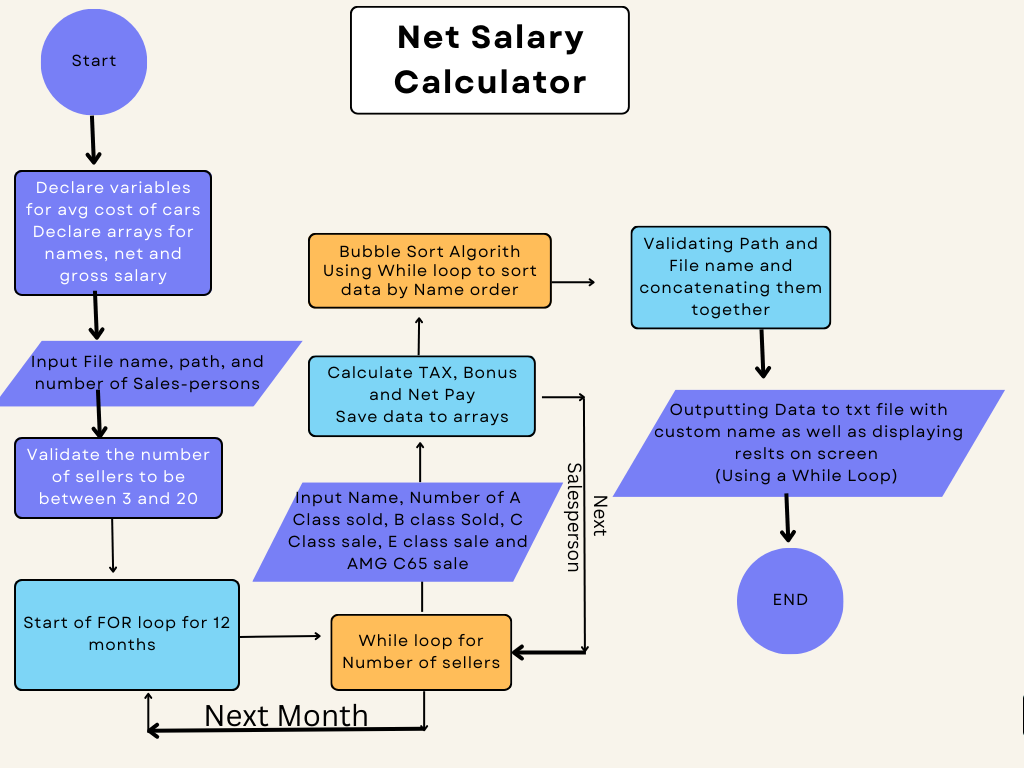 Net Salary
Calculator
Start
Declare variables
for avg cost of cars
Declare arrays for
names, net and
gross salary
Input File name, path, and
number of Sales-persons
Validate the number
of sellers to be
between 3 and 20
Start of FOR loop for 12
months
Next Month
While loop for
Number of sellers
Input Name, Number of A
Class sold, B class Sold, C
Class sale, E class sale and
AMG C65 sale
Calculate TAX, Bonus
and Net Pay
Save data to arrays
Next
Salesperson
Bubble Sort Algorith
Using While loop to sort
data by Name order
Validating Path and
File name and
concatenating them
together
Outputting Data to txt file with
custom name as well as displaying
reslts on screen
(Using a While Loop)
END